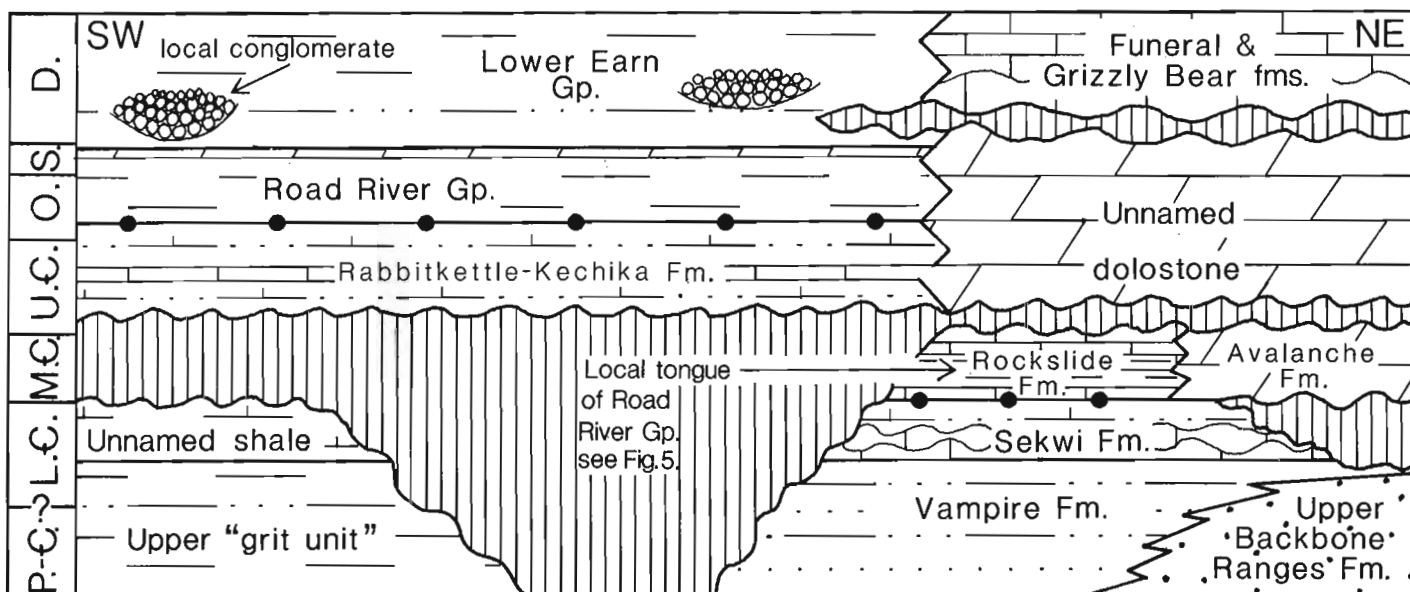 SW
NE
local conglomerate
Lower Earn
Gp.
Funeral &
Grizzly Bear fms.
D.
S.
O.
U.Є.
M.Є.
L.Є.
?
P.-Є.
Road River Gp.
Unnamed
dolostone
Rabbitkettle-Kechika Fm.
Local tongue
of Road
River Gp.
see Fig.5.
Rockslide
Fm.
Avalanche
Fm.
Unnamed shale
Sekwi Fm.
Upper "grit unit"
Vampire Fm.
Upper
Backbone
Ranges Fm.